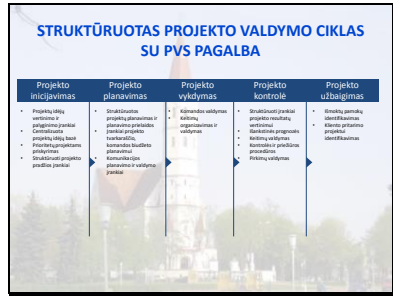 STRUKTŪRUOTAS PROJEKTO VALDYMO CIKLAS
SU PVS PAGALBA
Projekto
inicijavimas
• Projektų idėjų
vertinimo ir
palyginimo įrankiai
• Centralizuota
projektų idėjų bazė
• Prioritetų projektams
priskyrimas
• Struktūruoti projekto
pradžios įrankiai
Projekto
planavimas
• Struktūruotos
projektų planavimas ir
planavimo prielaidos
• Įrankiai projekto
tvarkaraščio,
komandos biudžeto
planavimui
• Komunikacijos
planavimo ir valdymo
įrankiai
Projekto
vykdymas
• Komandos valdymas
• Keitimų
organizavimas ir
valdymas
Projekto
kontrolė
• Struktūruoti įrankiai
projekto rezultatų
vertinimui
• Išankstinės prognozės
• Keitimų valdymas
• Kontrolės ir priežiūros
procedūros
• Pirkimų valdymas
Projekto
užbaigimas
• Išmoktų pamokų
identifikavimas
• Kliento pritarimo
projektui
identifikavimas